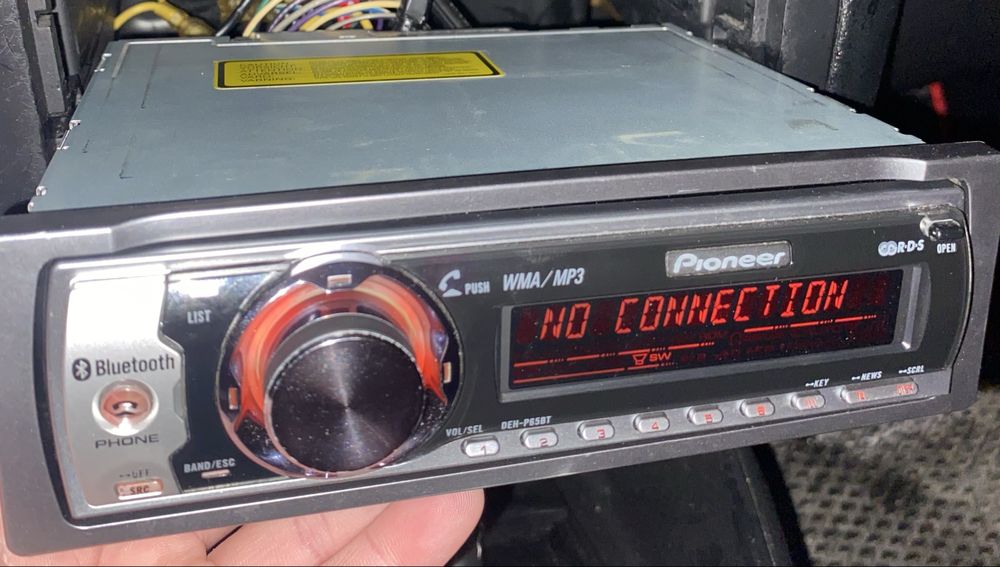 Bluetooth
PHONE
OFF
SRC
LIST
BAND/ESC
PUSH
WMA/MP3
Pioneer
R·D·S
OPEN
NO CONNECTION
SW
VOL/SEL
DEH-P65BT
1
2
3
4
5
6
KEY
NEWS
SCRL